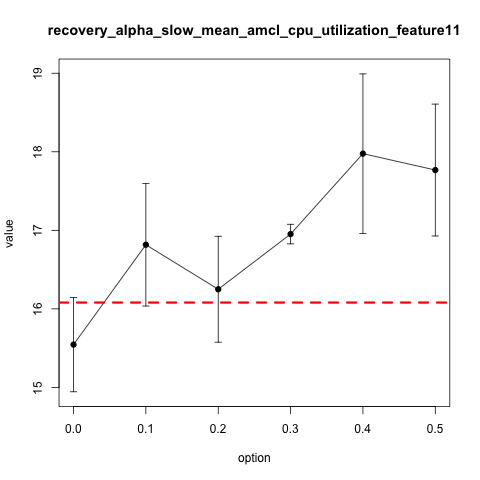 recovery_alpha_slow_mean_amcl_cpu_utilization_feature11
19
18
17
16
15
value
0.0 0.1 0.2 0.3 0.4 0.5
option